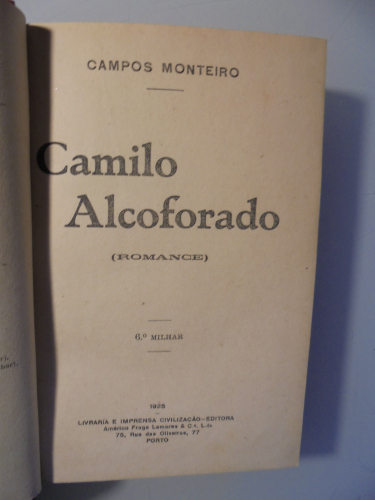 CAMPOS MONTEIRO
Camilo
Alcoforado
(ROMANCE)
6.º MILHAR
1925
LIVRARIA E IMPRENSA CIVILIZAÇÃO-EDITORA
Américo Fraga Lamares & C.ª L.da
75, Rua das Oliveiras, 77
PORTO